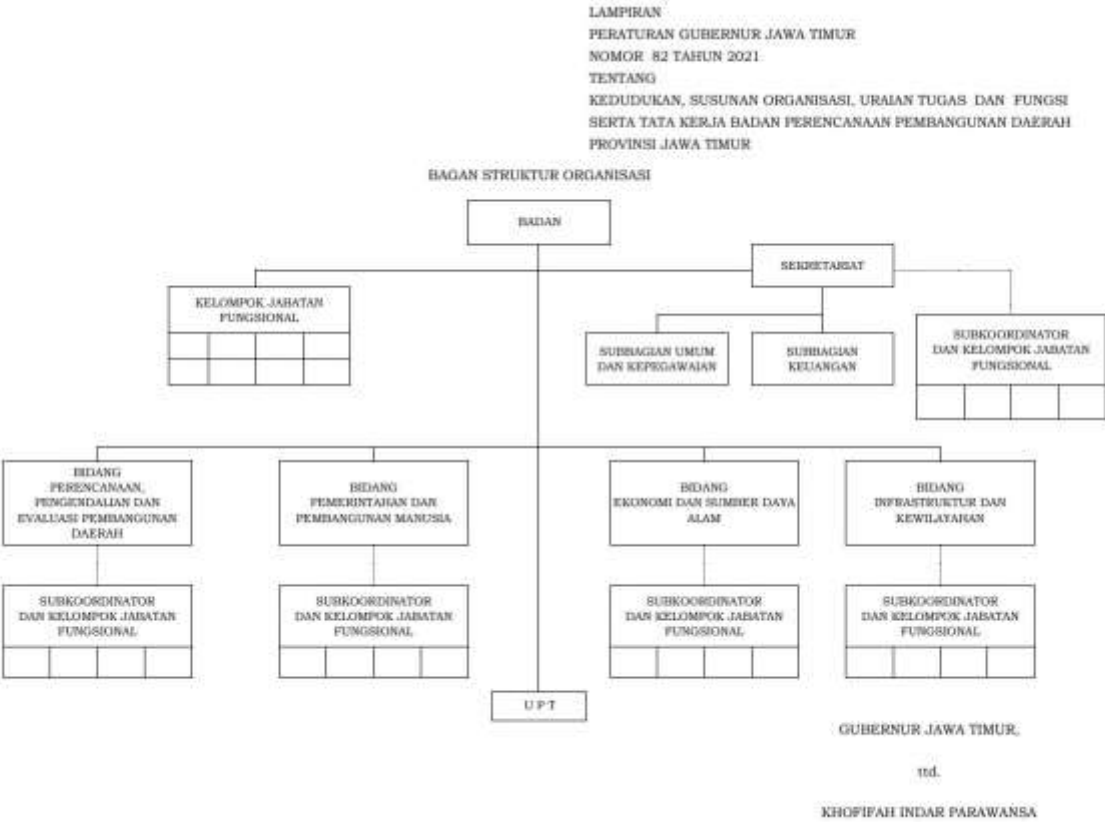 LAMPIRAN
PERATURAN GUBERNUR JAWA TIMUR
NOMOR 82 TAHUN 2021
TENTANG
KEDUDUKAN, SUSUNAN ORGANISASI, URAIAN TUGAS DAN FUNGSI
SERTA TATA KERJA BADAN PERENCANAAN PEMBANGUNAN DAERAH
PROVINSI JAWA TIMUR
BAGAN STRUKTUR ORGANISASI
BADAN
SEKRETARIAT
KELOMPOK JABATAN
FUNGSIONAL
SUBBAGIAN UMUM
DAN KEPEGAWAIAN
SUBBAGIAN
KEUANGAN
SUBKOORDINATOR
DAN KELOMPOK JABATAN
FUNGSIONAL
BIDANG
PERENCANAAN,
PENGENDALIAN DAN
EVALUASI PEMBANGUNAN
DAERAH
BIDANG
PEMERINTAHAN DAN
PEMBANGUNAN MANUSIA
BIDANG
EKONOMI DAN SUMBER DAYA
ALAM
BIDANG
INFRASTRUKTUR DAN
KEWILAYAHAN
SUBKOORDINATOR
DAN KELOMPOK JABATAN
FUNGSIONAL
SUBKOORDINATOR
DAN KELOMPOK JABATAN
FUNGSIONAL
SUBKOORDINATOR
DAN KELOMPOK JABATAN
FUNGSIONAL
SUBKOORDINATOR
DAN KELOMPOK JABATAN
FUNGSIONAL
U P T
GUBERNUR JAWA TIMUR,
ttd.
KHOFIFAH INDAR PARAWANSA